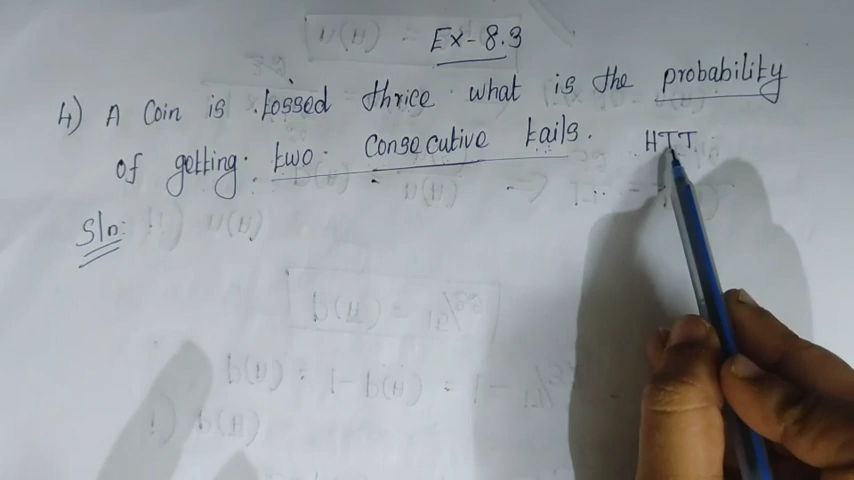 Ex-8.3
4) A Coin is tossed thrice. what is the probability
of getting two consecutive tails. HTT
Sln: